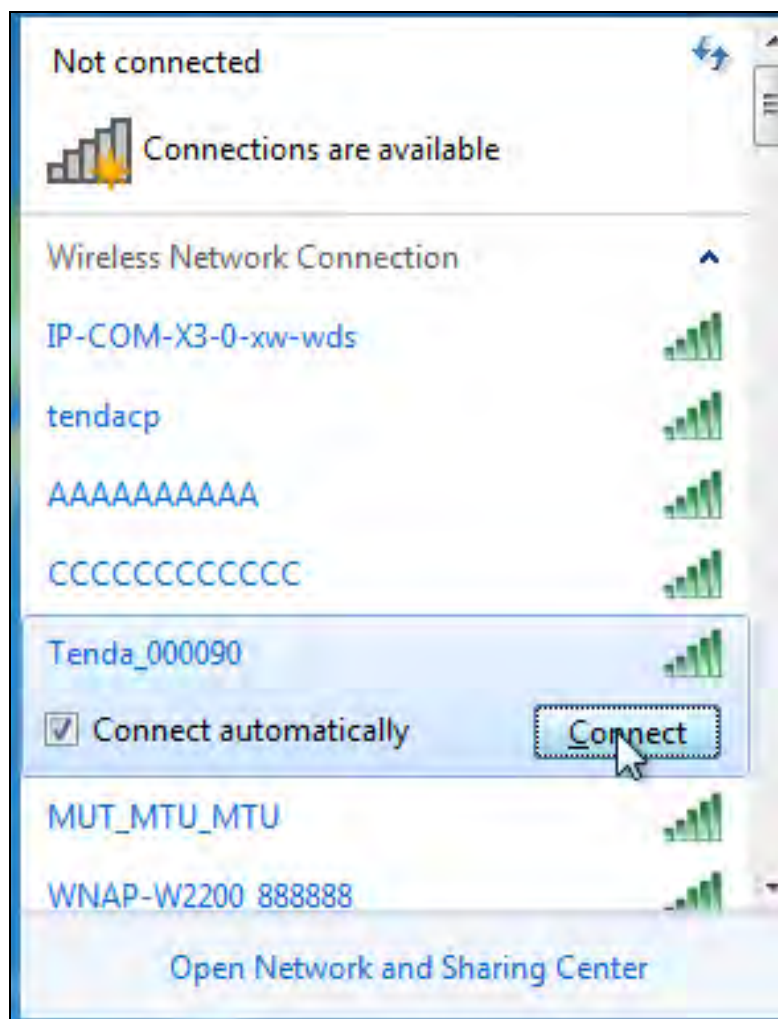 Not connected
Connections are available
Wireless Network Connection
IP-COM-X3-0-xw-wds
tendacp
AAAAAAAAAA
CCCCCCCCCCCC
Tenda_000090
Connect automatically
Connect
MUT_MTU_MTU
WNAP-W2200_888888
Open Network and Sharing Center